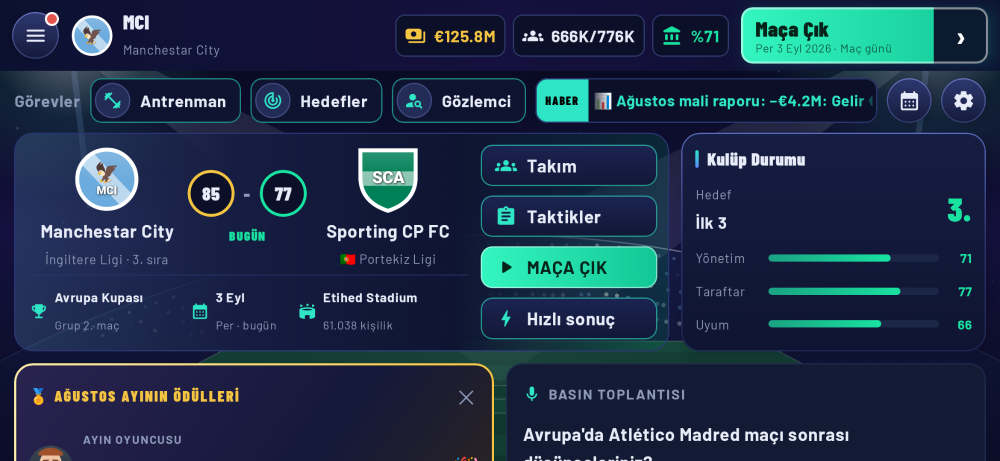 MCI
Manchestar City
€125.8M
666K/776K
%71
Maça Çık
Per 3 Eyl 2026 · Maç günü
Görevler
Antrenman
Hedefler
Gözlemci
HABER
Ağustos mali raporu: −€4.2M: Gelir €
MCI
Manchestar City
İngiltere Ligi · 3. sıra
85 - 77
BUGÜN
SCA
Sporting CP FC
Portekiz Ligi
Avrupa Kupası
Grup 2. maç
3 Eyl
Per · bugün
Etihed Stadium
61.038 kişilik
Takım
Taktikler
MAÇA ÇIK
Hızlı sonuç
Kulüp Durumu
Hedef
İlk 3
3.
Yönetim 71
Taraftar 77
Uyum 66
AĞUSTOS AYININ ÖDÜLLERİ
AYIN OYUNCUSU
BASIN TOPLANTISI
Avrupa'da Atlético Madred maçı sonrası
düşünceleriniz?